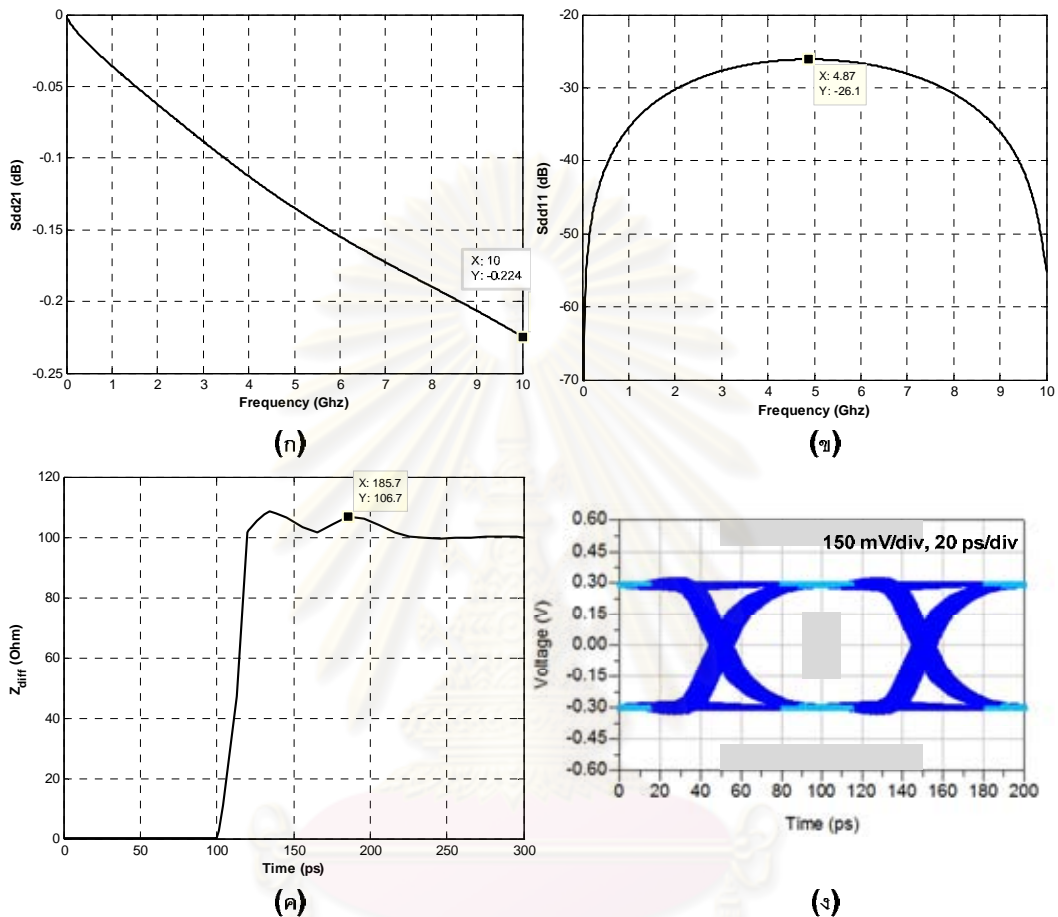 0
-0.05
-0.1
-0.15
-0.2
-0.25
Sdd21 (dB)
X: 10
Y: -0.224
0 1 2 3 4 5 6 7 8 9 10
Frequency (Ghz)
(ก)
-20
-30
-40
-50
-60
-70
Sdd11 (dB)
X: 4.87
Y: -26.1
0 1 2 3 4 5 6 7 8 9 10
Frequency (Ghz)
(ข)
120
100
80
60
40
20
0
Zdiff (Ohm)
X: 185.7
Y: 106.7
0 50 100 150 200 250 300
Time (ps)
(ค)
0.60
0.45
0.30
0.15
0.00
-0.15
-0.30
-0.45
-0.60
Voltage (V)
150 mV/div, 20 ps/div
0 20 40 60 80 100 120 140 160 180 200
Time (ps)
(ง)